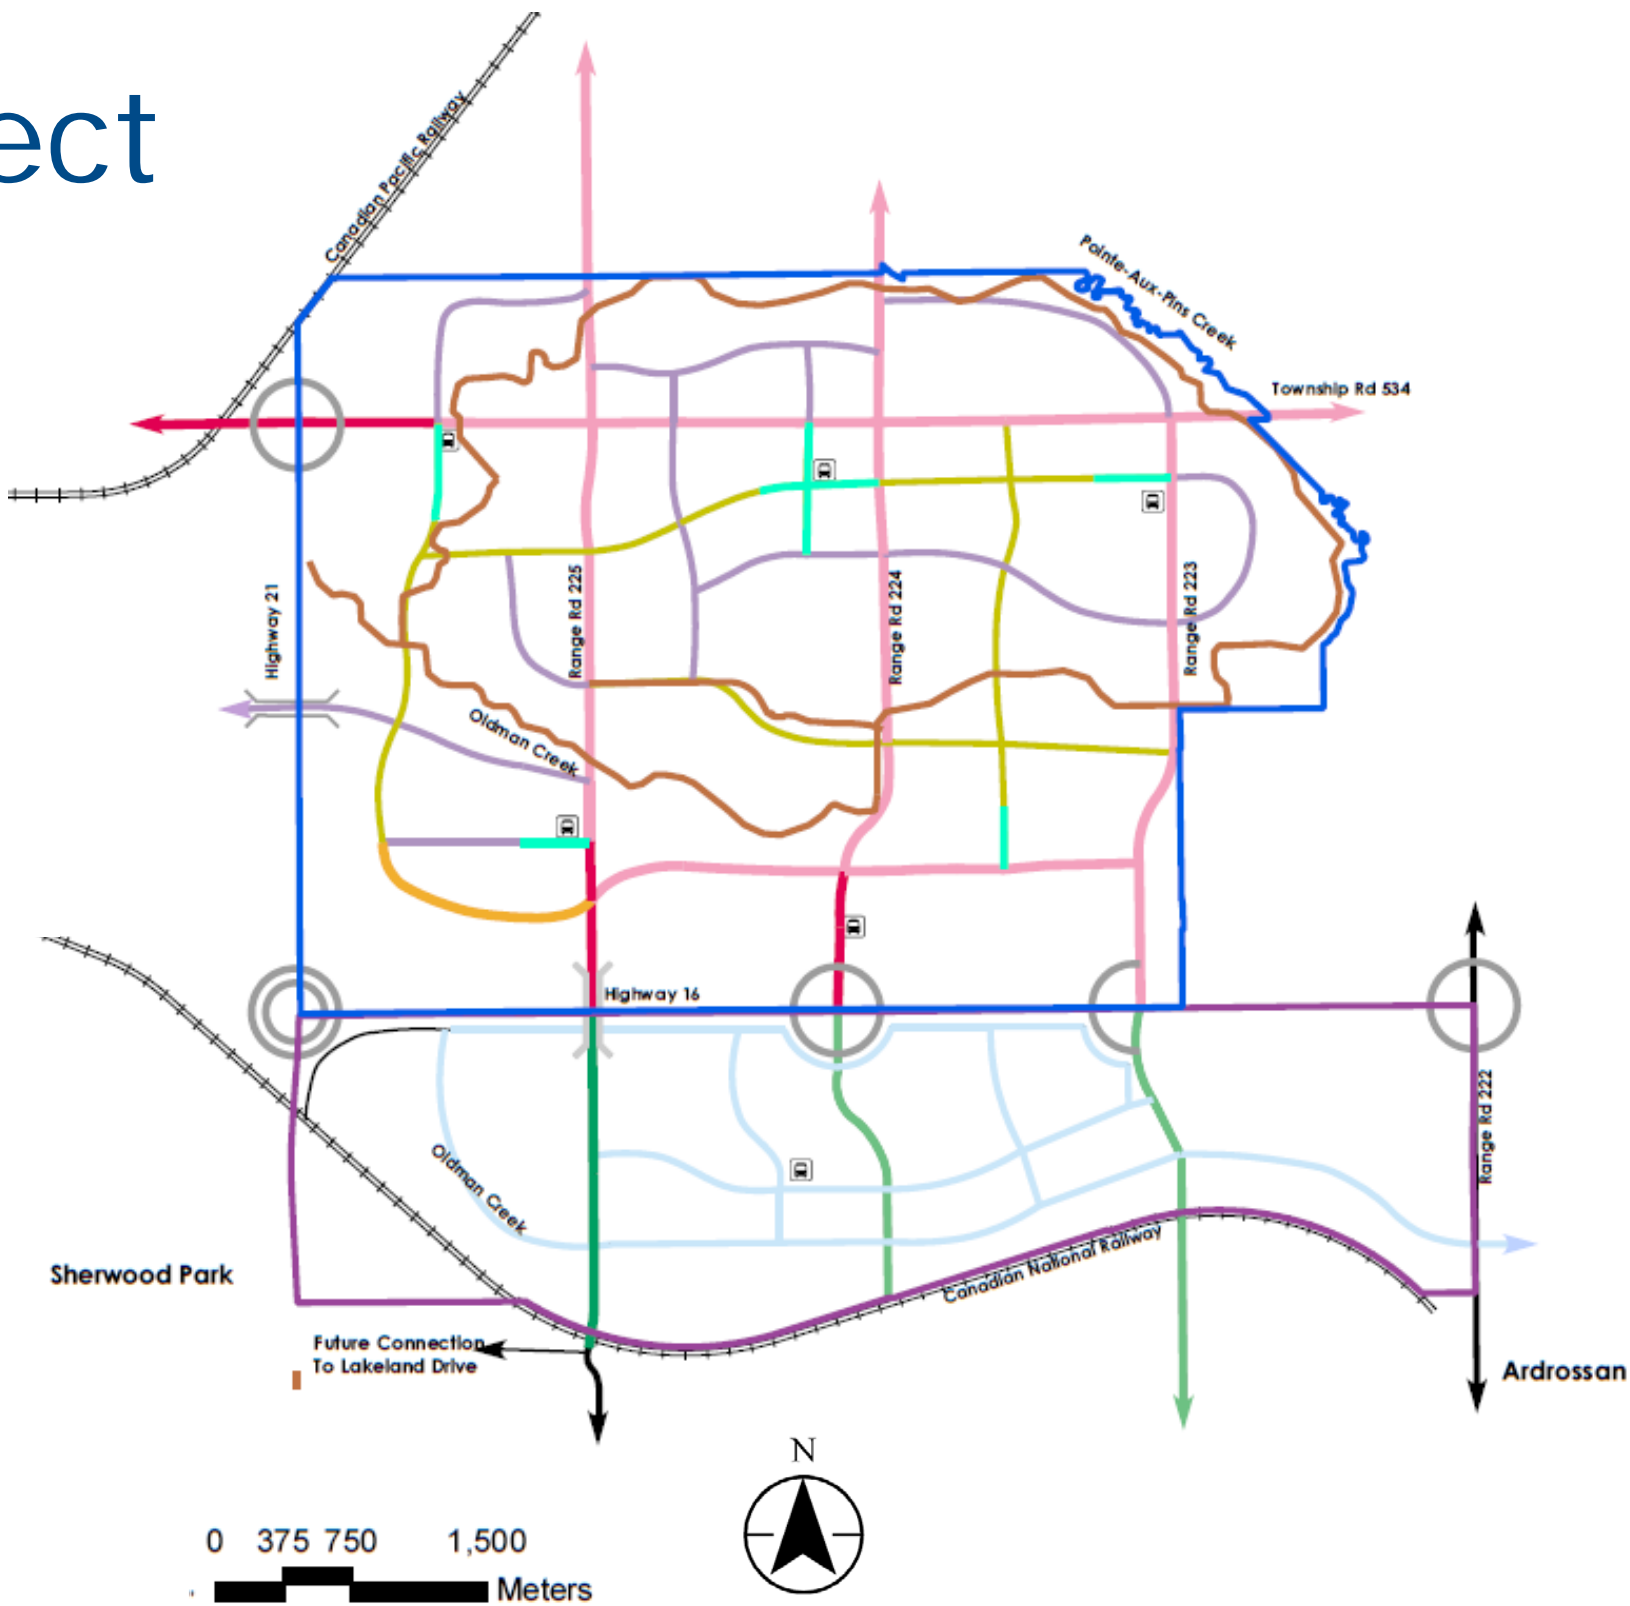 ect
Canadian Pacific Railway
Pointe-Aux-Pins Creek
Township Rd 534
Highway 21
Range Rd 225
Range Rd 224
Range Rd 223
Oldman Creek
Highway 16
Range Rd 222
Oldman Creek
Canadian National Railway
Sherwood Park
Future Connection
To Lakeland Drive
Ardrossan
N
0 375 750 1,500
Meters